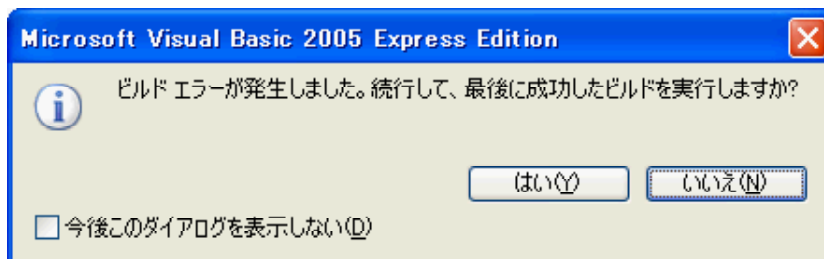 Microsoft Visual Basic 2005 Express Edition
ビルド エラーが発生しました。続行して、最後に成功したビルドを実行しますか?
はい(Y) いいえ(N)
今後このダイアログを表示しない(D)